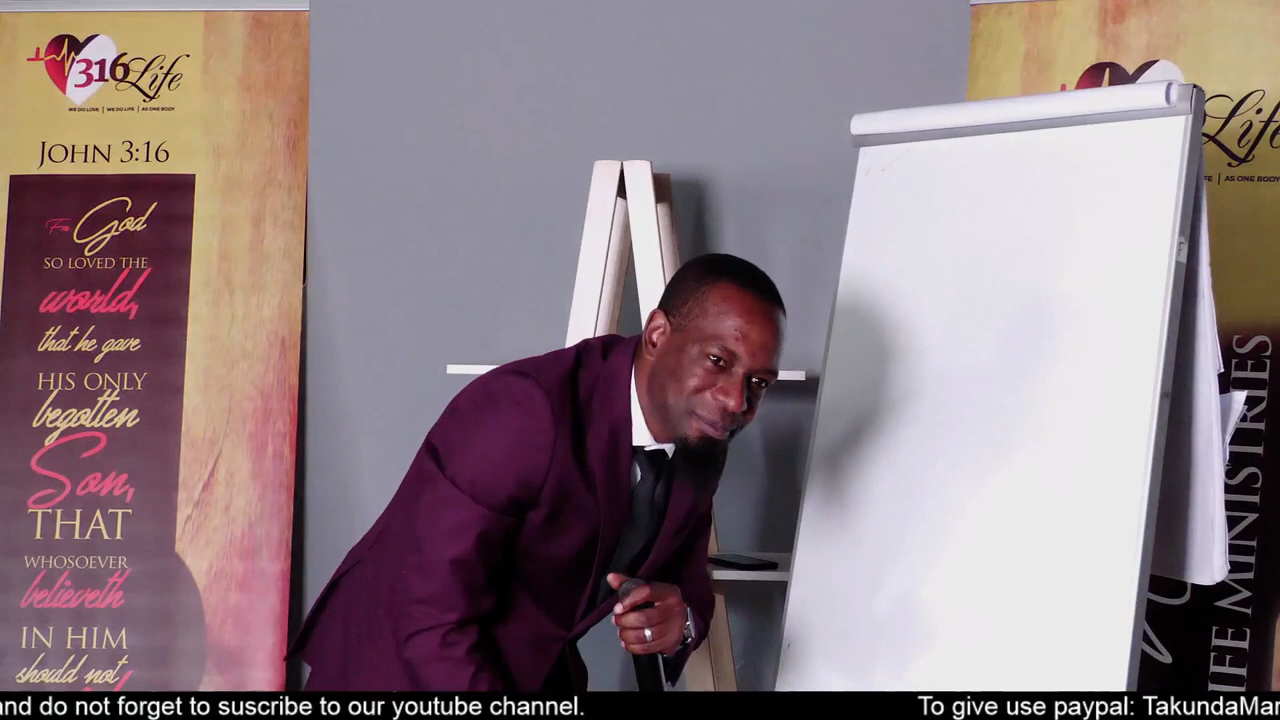 316 Life
WE DO LOVE | WE DO LIFE | AS ONE BODY
JOHN 3:16
For God
SO LOVED THE
world,
that he gave
HIS ONLY
begotten
Son,
THAT
WHOSOEVER
believeth
IN HIM
should not
Life
AS ONE BODY
LIFE MINISTRIES
and do not forget to suscribe to our youtube channel.
To give use paypal: